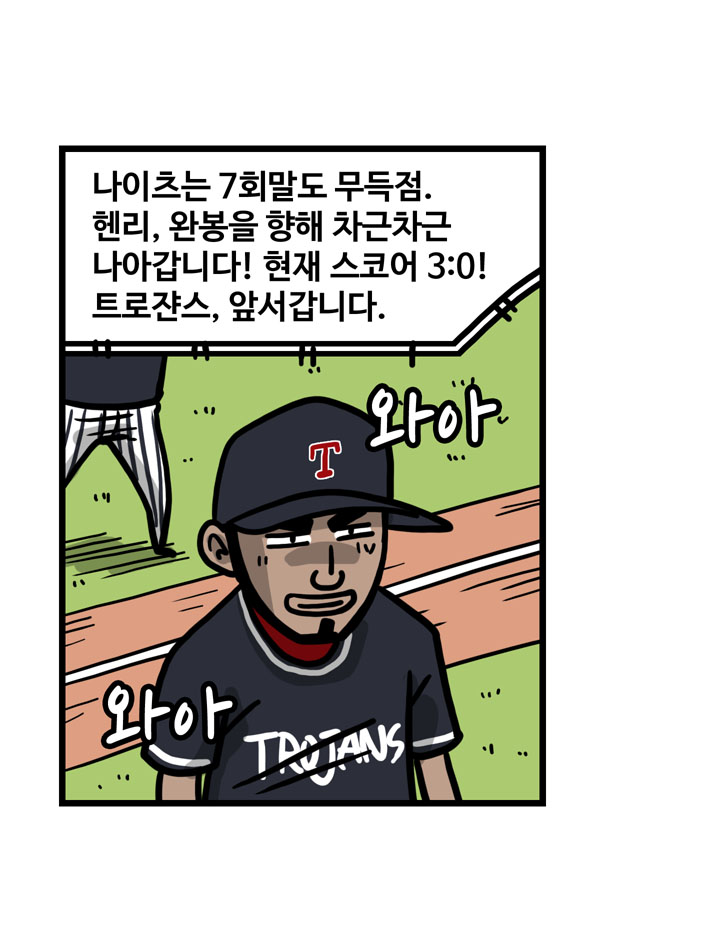 나이츠는 7회말도 무득점.
헨리, 완봉을 향해 차근차근
나아갑니다! 현재 스코어 3:0!
트로쟌스, 앞서갑니다.
와아
T
와아
TROJANS